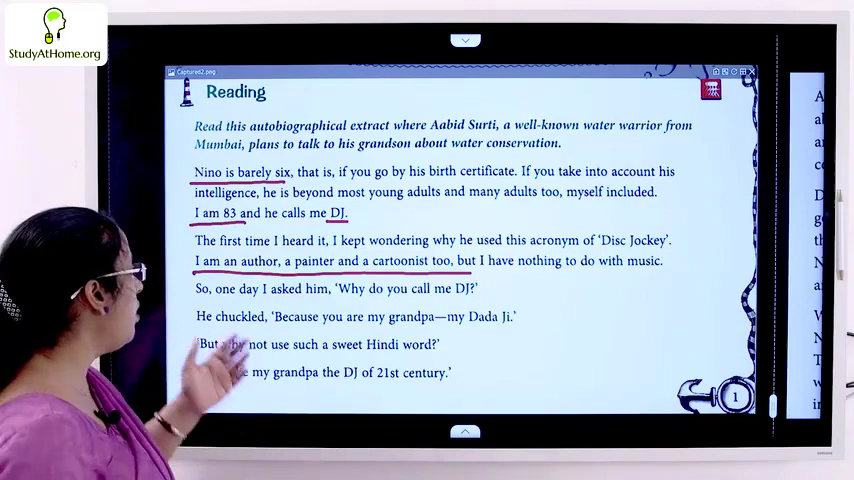 StudyAtHome.org
Captured2.png
Reading
Read this autobiographical extract where Aabid Surti, a well-known water warrior from
Mumbai, plans to talk to his grandson about water conservation.
Nino is barely six, that is, if you go by his birth certificate. If you take into account his
intelligence, he is beyond most young adults and many adults too, myself included.
I am 83 and he calls me DJ.
The first time I heard it, I kept wondering why he used this acronym of ‘Disc Jockey’.
I am an author, a painter and a cartoonist too, but I have nothing to do with music.
So, one day I asked him, ‘Why do you call me DJ?’
He chuckled, ‘Because you are my grandpa—my Dada Ji.’
‘But why not use such a sweet Hindi word?’
my grandpa the DJ of 21st century.’
1